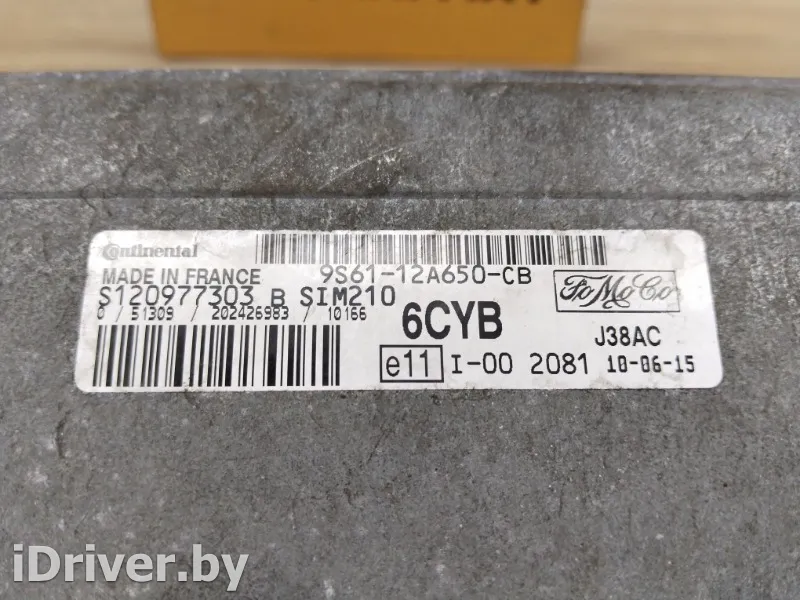 Continental
MADE IN FRANCE
9S61-12A650-CB
S120977303 B SIM210
0 / 51309 / 202426983 / 10166
6CYB
FoMoCo
J38AC
e11 I-00 2081 10-06-15
iDriver.by